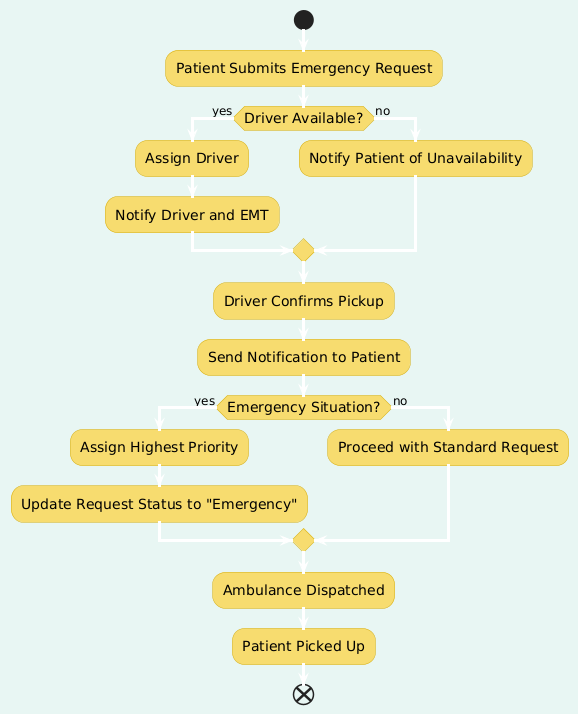 Patient Submits Emergency Request
yes
Driver Available?
no
Assign Driver
Notify Patient of Unavailability
Notify Driver and EMT
Driver Confirms Pickup
Send Notification to Patient
yes
Emergency Situation?
no
Assign Highest Priority
Proceed with Standard Request
Update Request Status to "Emergency"
Ambulance Dispatched
Patient Picked Up